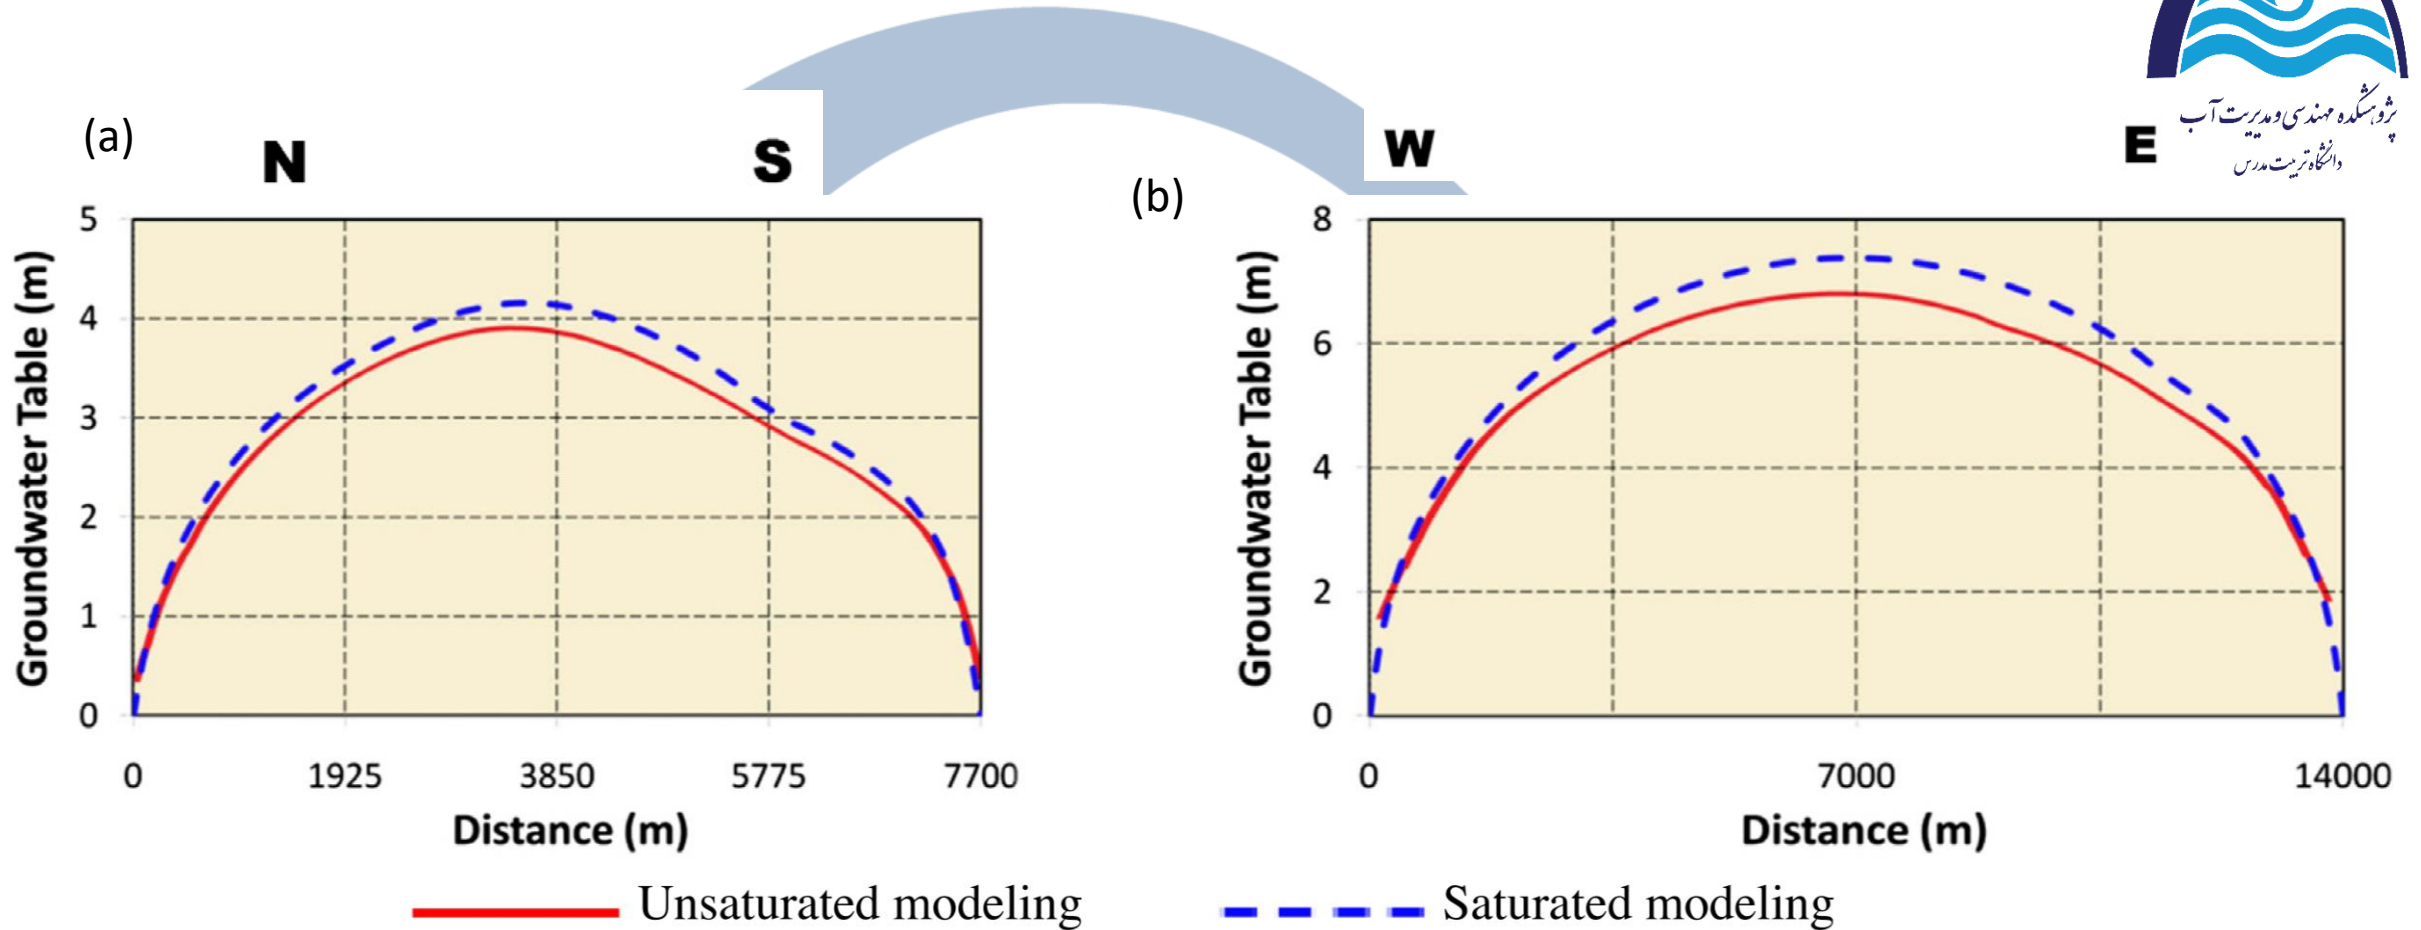 پژوهشکده مهندسی و مدیریت آب
دانشگاه تربیت مدرس
(a)
N
S
Groundwater Table (m)
5
4
3
2
1
0
0 1925 3850 5775 7700
Distance (m)
(b)
W
E
Groundwater Table (m)
8
6
4
2
0
0 7000 14000
Distance (m)
Unsaturated modeling
Saturated modeling